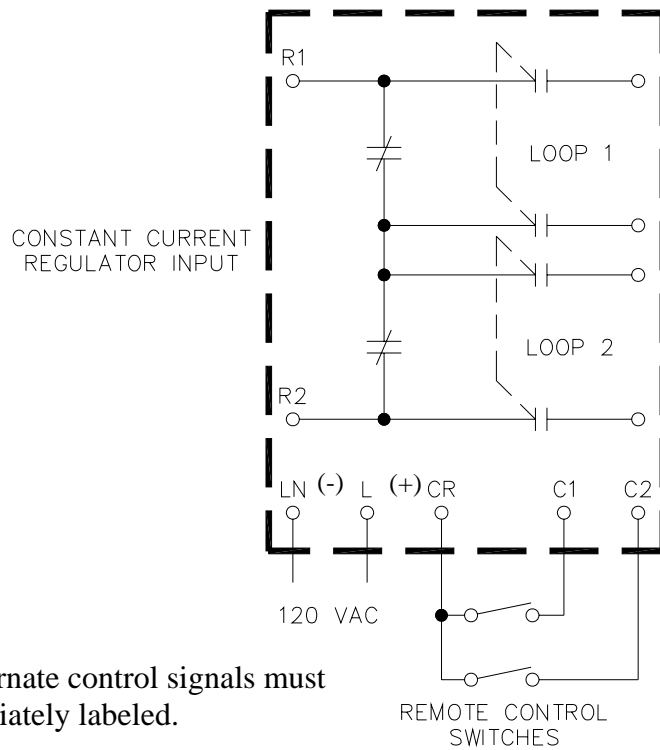 R1
LOOP 1
CONSTANT CURRENT
REGULATOR INPUT
LOOP 2
R2
LN (-) L (+) CR C1 C2
120 VAC
rnate control signals must
iately labeled.
REMOTE CONTROL
SWITCHES